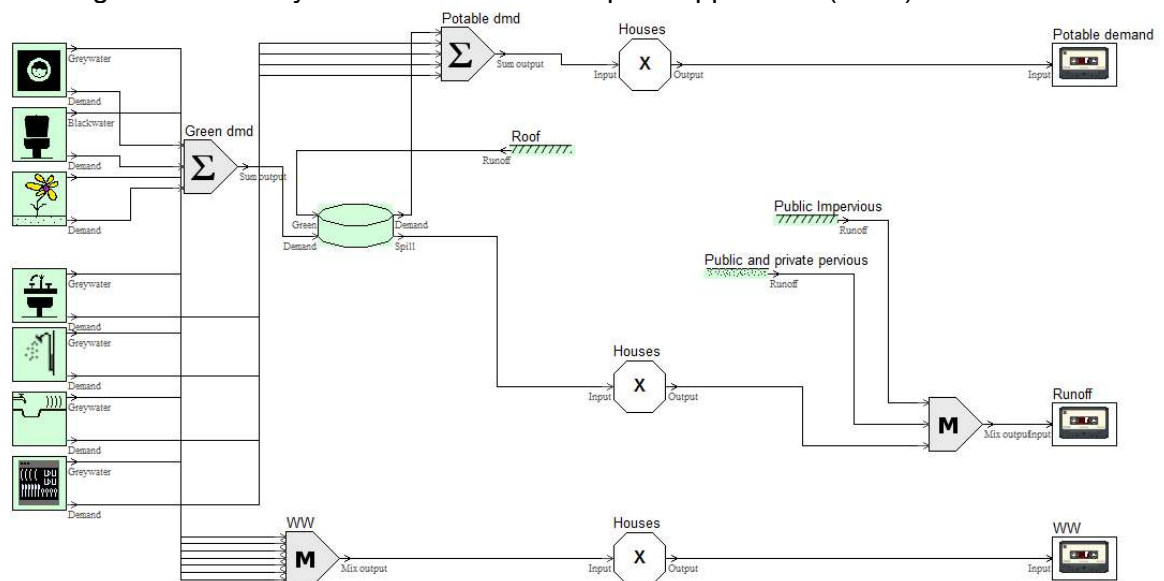 Potable dmd
Houses
Potable demand
Greywater
Σ
Sum output
Input
X
Output
Input
Demand
Blackwater
Green dmd
Roof
Runoff
Demand
Σ
Sum output
Public Impervious
Runoff
Green
Demand
Demand
Demand
Spill
Public and private pervious
Runoff
Greywater
Demand
Greywater
Houses
Demand
X
Input
Output
Runoff
Greywater
M
Mix output
Input
Demand
Greywater
Demand
WW
Houses
WW
M
Mix output
X
Input
Output
Input